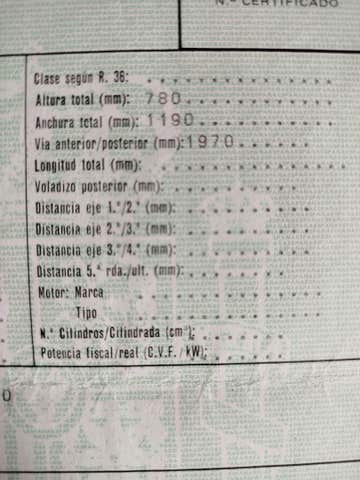 N.º CERTIFICADO
Clase según R. 36: . . . . . . . . . . . . . .
Altura total (mm): 780 . . . . . . . . . . .
Anchura total (mm): 1190 . . . . . . . . . .
Via anterior/posterior (mm): 1970 . . . . . .
Longitud total (mm): . . . . . . . . . . . . .
Voladizo posterior (mm): . . . . . . . . . .
Distancia eje 1.º/2.º (mm): . . . . . . . . .
Distancia eje 2.º/3.º (mm): . . . . . . . . .
Distancia eje 3.º/4.º (mm): . . . . . . . . .
Distancia 5.ª rda./ult. (mm): . . . . . . . .
Motor: Marca . . . . . . . . . . . . . . . .
Tipo . . . . . . . . . . . . . . . .
N.º Cilindros/Cilindrada (cm³): . . . . . . .
Potencia fiscal/real (C.V.F./kW): . . . . . .
0